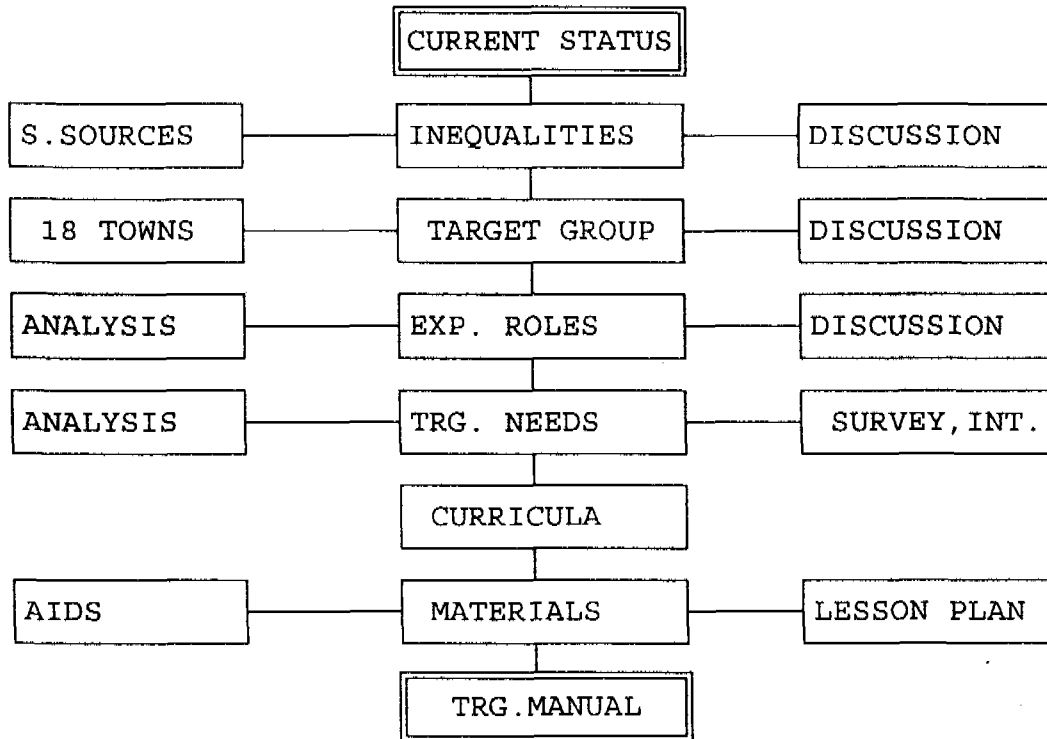 CURRENT STATUS
S.SOURCES INEQUALITIES DISCUSSION
18 TOWNS TARGET GROUP DISCUSSION
ANALYSIS EXP. ROLES DISCUSSION
ANALYSIS TRG. NEEDS SURVEY,INT.
CURRICULA
AIDS MATERIALS LESSON PLAN
TRG.MANUAL